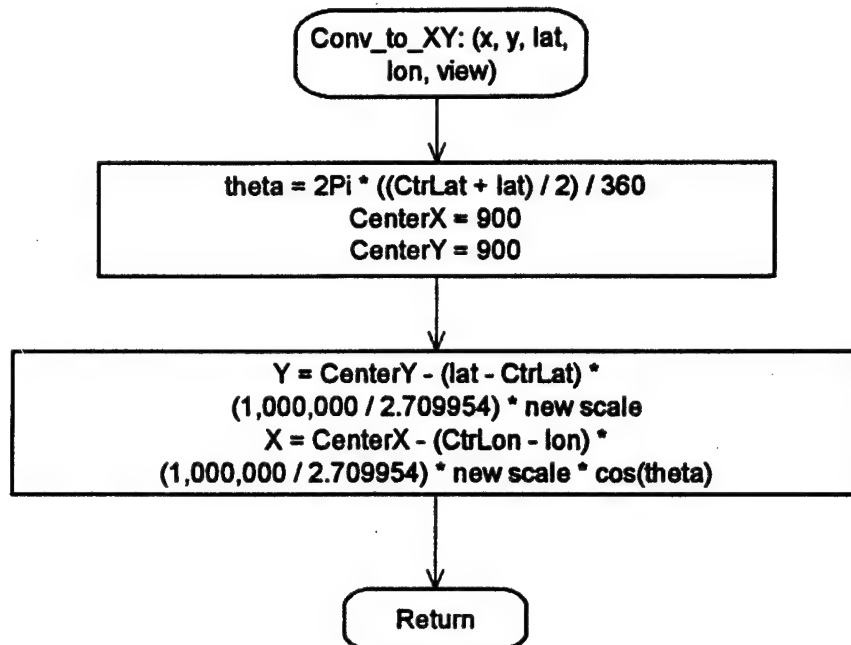 Conv_to_XY: (x, y, lat,
lon, view)
theta = 2Pi * ((CtrLat + lat) / 2) / 360
CenterX = 900
CenterY = 900
Y = CenterY - (lat - CtrLat) *
(1,000,000 / 2.709954) * new scale
X = CenterX - (CtrLon - lon) *
(1,000,000 / 2.709954) * new scale * cos(theta)
Return